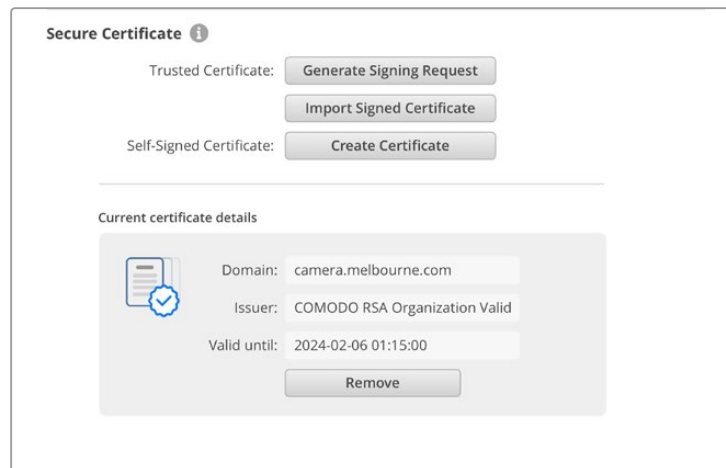 Secure Certificate i
Trusted Certificate: Generate Signing Request
Import Signed Certificate
Self-Signed Certificate: Create Certificate
Current certificate details
Domain: camera.melbourne.com
Issuer: COMODO RSA Organization Valid
Valid until: 2024-02-06 01:15:00
Remove